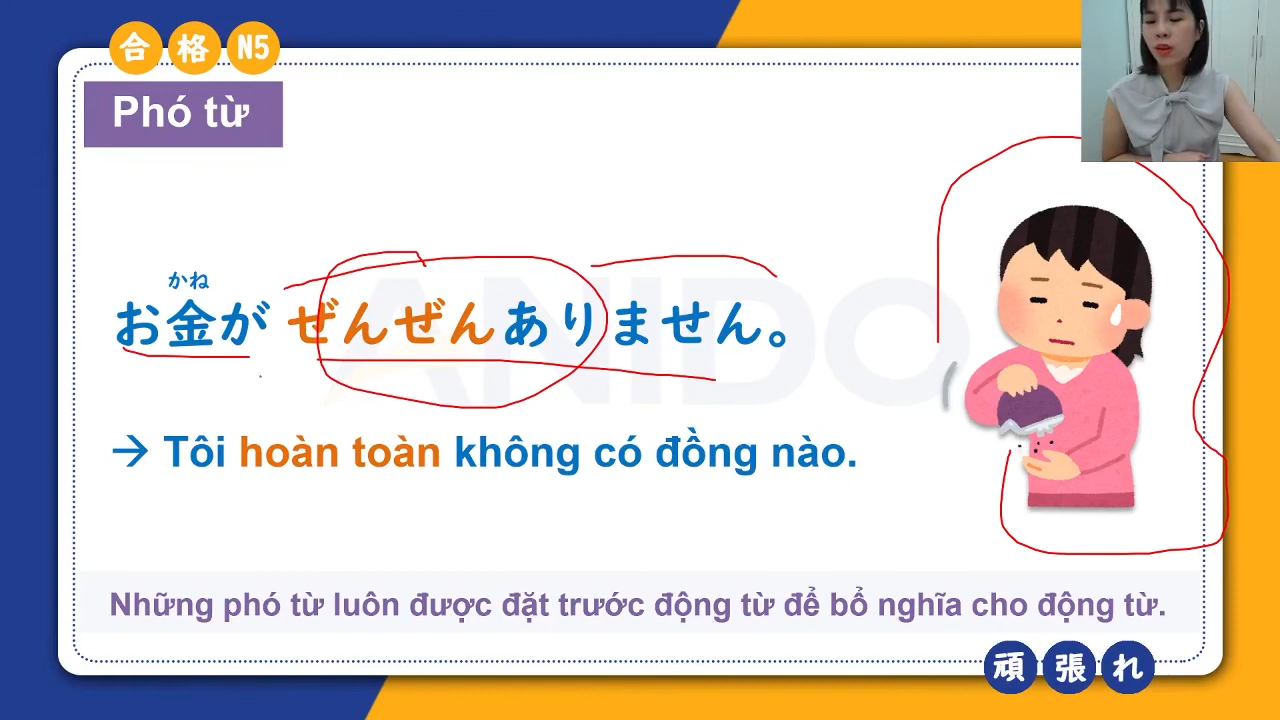 合格N5
Phó từ
かね
お金が ぜんぜんありません。
→ Tôi hoàn toàn không có đồng nào.
ANIDO
Những phó từ luôn được đặt trước động từ để bổ nghĩa cho động từ.
頑張れ